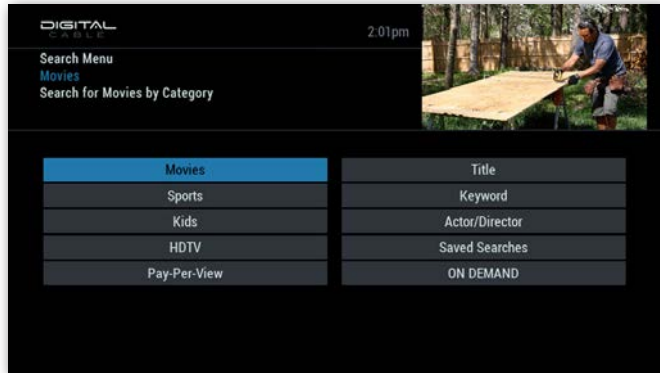 DIGITAL
CABLE
2:01pm
Search Menu
Movies
Search for Movies by Category
Movies
Title
Sports
Keyword
Kids
Actor/Director
HDTV
Saved Searches
Pay-Per-View
ON DEMAND